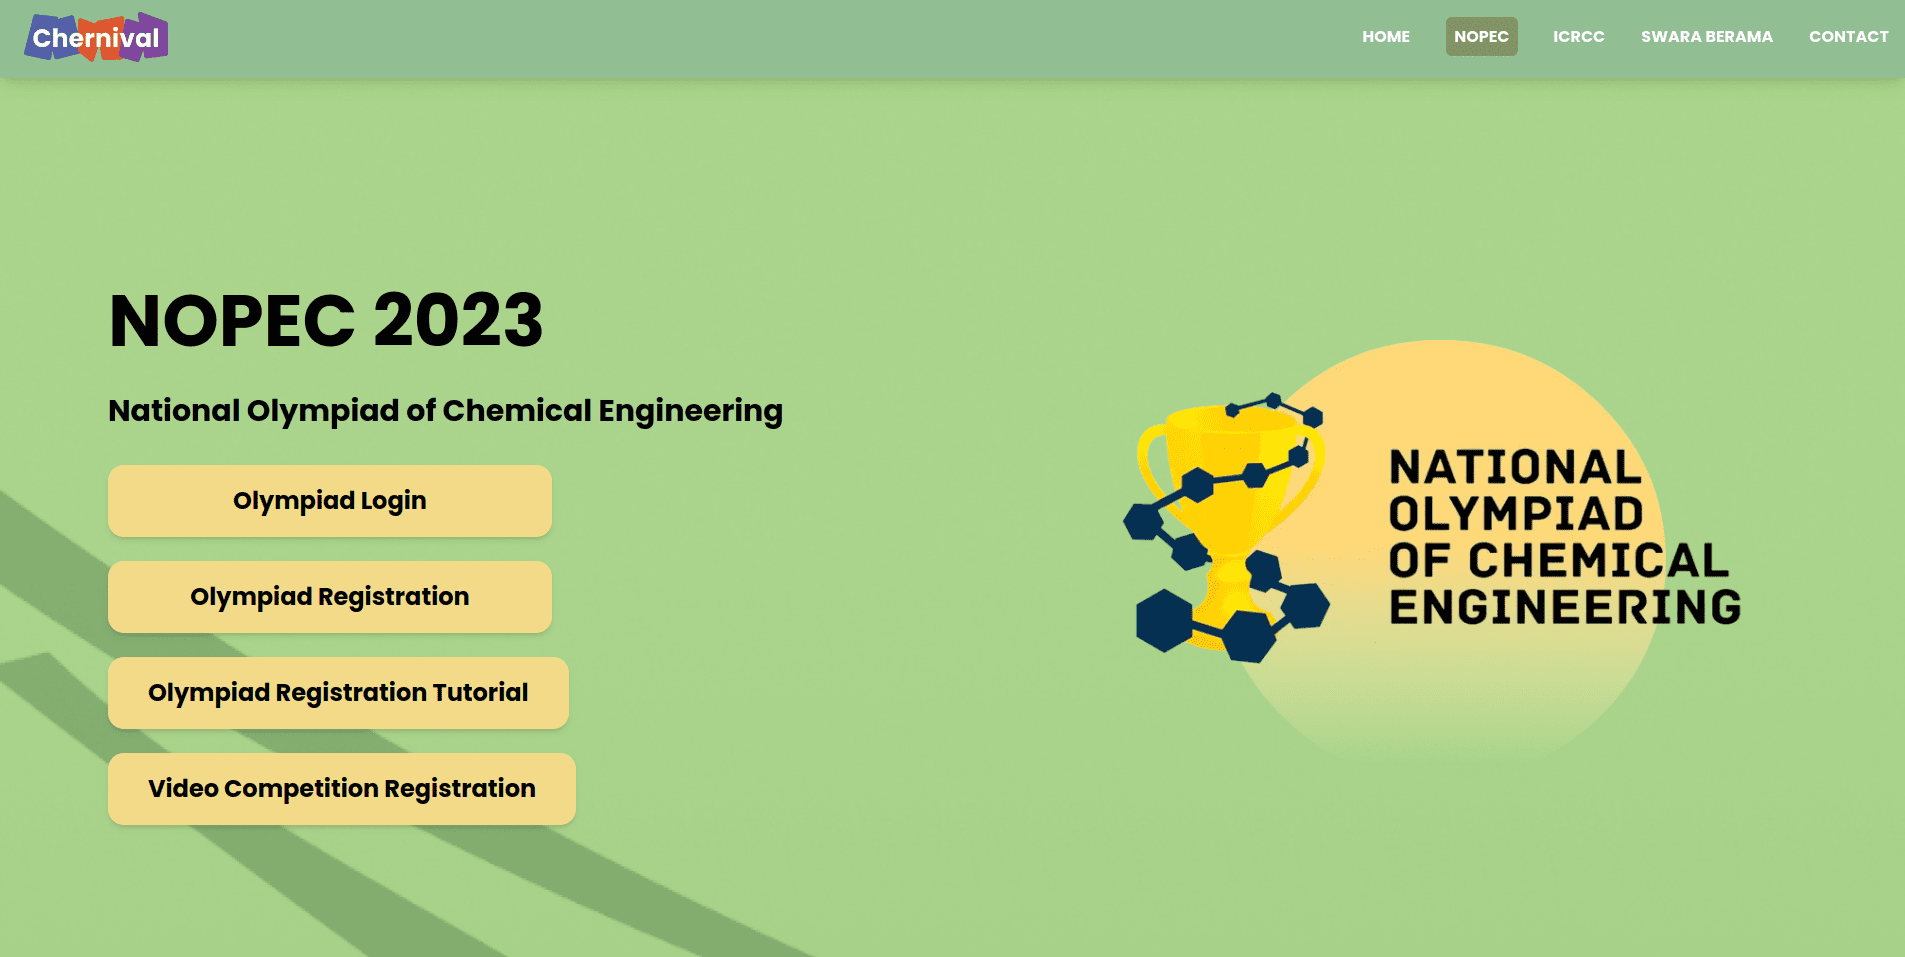 Chernival
HOME
NOPEC
ICRCC
SWARA BERAMA
CONTACT
NOPEC 2023
National Olympiad of Chemical Engineering
Olympiad Login
Olympiad Registration
Olympiad Registration Tutorial
Video Competition Registration
NATIONAL
OLYMPIAD
OF CHEMICAL
ENGINEERING